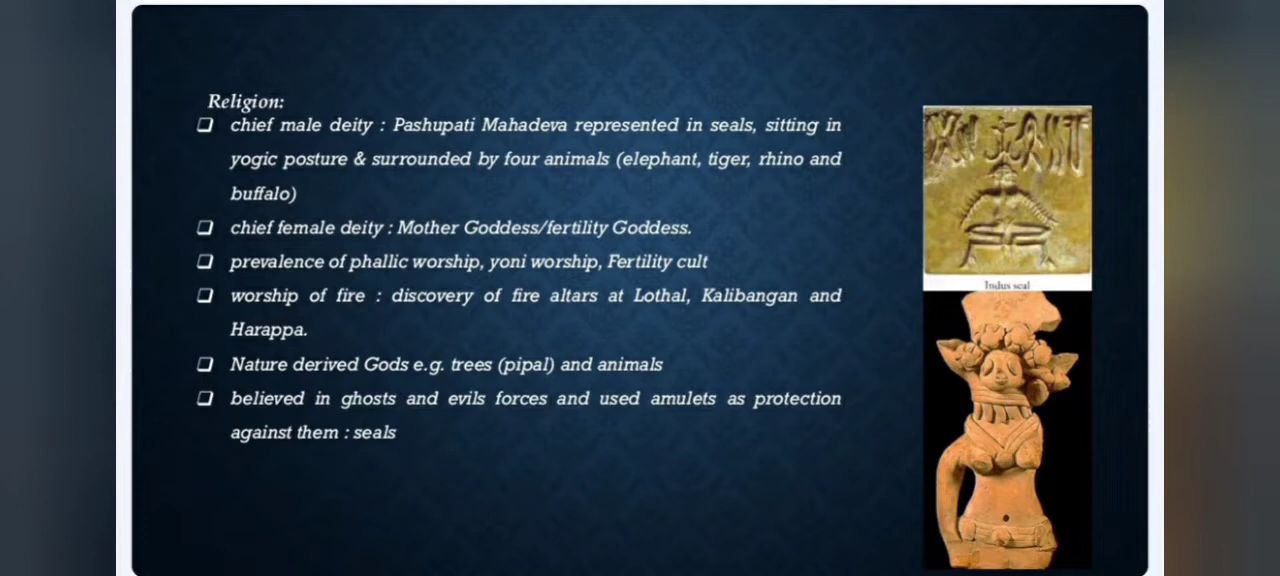 Religion:
❑ chief male deity : Pashupati Mahadeva represented in seals, sitting in
yogic posture & surrounded by four animals (elephant, tiger, rhino and
buffalo)
❑ chief female deity : Mother Goddess/fertility Goddess.
❑ prevalence of phallic worship, yoni worship, Fertility cult
❑ worship of fire : discovery of fire altars at Lothal, Kalibangan and
Harappa.
❑ Nature derived Gods e.g. trees (pipal) and animals
❑ believed in ghosts and evils forces and used amulets as protection
against them : seals
Indus seal